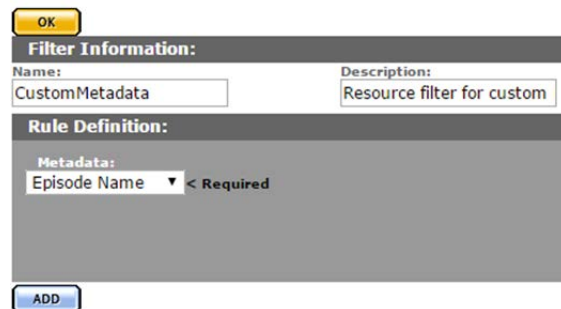 OK
Filter Information:
Name: Description:
CustomMetadata Resource filter for custom
Rule Definition:
Metadata:
Episode Name < Required
ADD